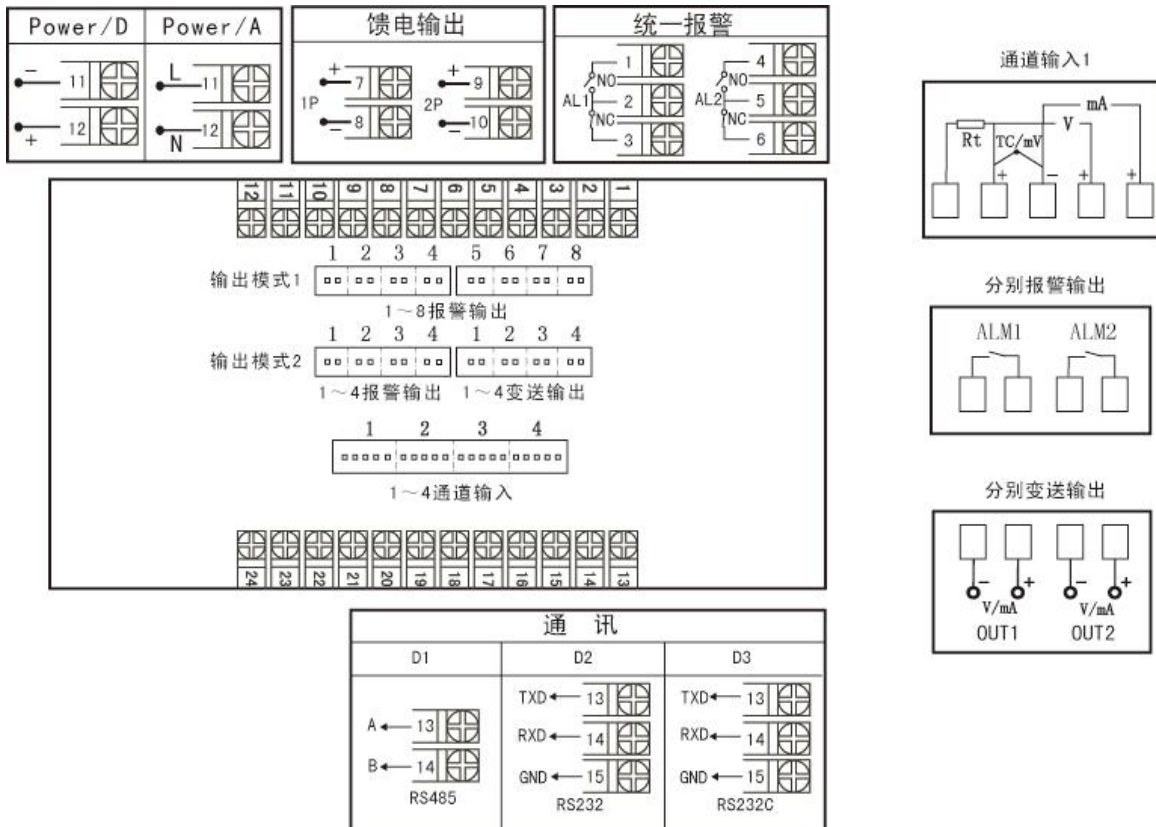 Power/D
Power/A
- 11
+ 12
L 11
N 12
馈电输出
1P
+ 7
- 8
2P
+ 9
- 10
统一报警
AL1
NO
NC
1
2
3
AL2
NO
NC
4
5
6
12 11 10 9 8 7 6 5 4 3 2 1
输出模式1
1 2 3 4 5 6 7 8
1～8报警输出
输出模式2
1 2 3 4 1 2 3 4
1～4报警输出 1～4变送输出
1 2 3 4
1～4通道输入
24 23 22 21 20 19 18 17 16 15 14 13
通讯
D1 D2 D3
A 13
B 14
RS485
TXD 13
RXD 14
GND 15
RS232
TXD 13
RXD 14
GND 15
RS232C
通道输入1
mA
V
Rt TC/mV
+ - + +
分别报警输出
ALM1 ALM2
分别变送输出
- + - +
V/mA V/mA
OUT1 OUT2